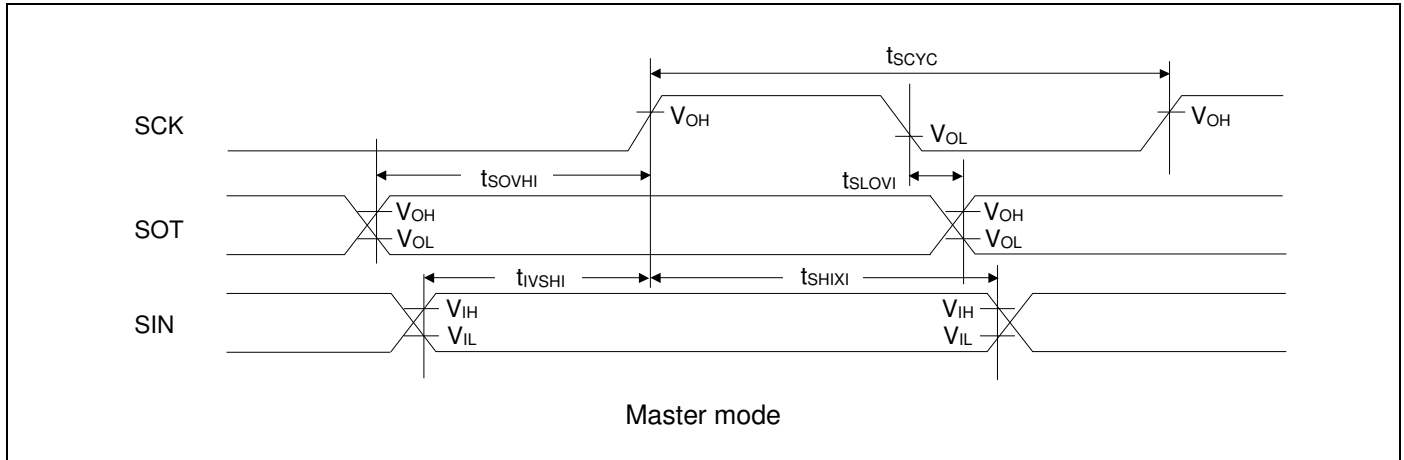 tSCYC
SCK
VOH
VOL
VOH
tSOVHI
tSLOVI
SOT
VOH
VOL
VOH
VOL
tIVSHI
tSHIXI
SIN
VIH
VIL
VIH
VIL
Master mode